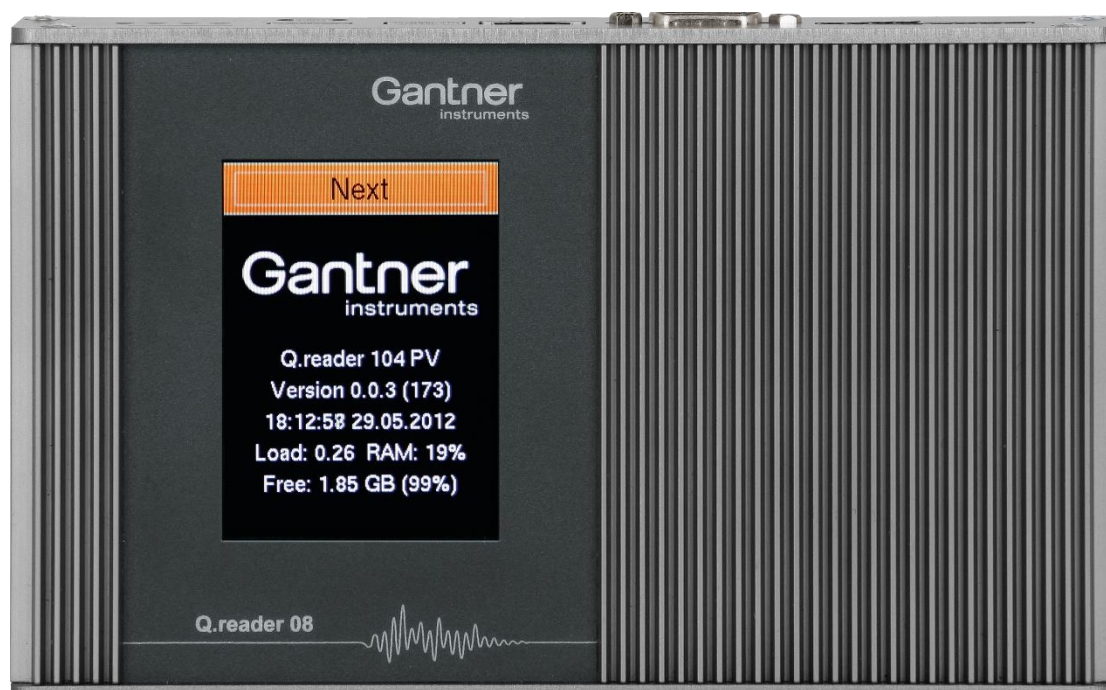 Gantner
instruments
Next
Gantner
instruments
Q.reader 104 PV
Version 0.0.3 (173)
18:12:58 29.05.2012
Load: 0.26 RAM: 19%
Free: 1.85 GB (99%)
Q.reader 08